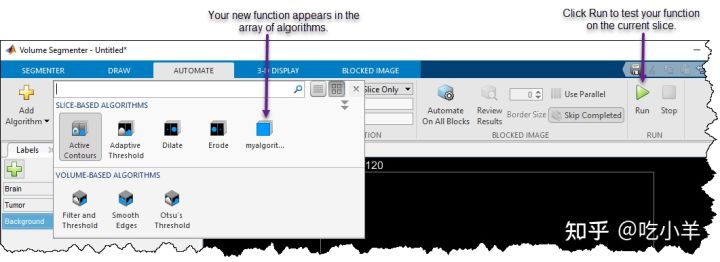 Your new function appears in the
array of algorithms.
Click Run to test your function
on the current slice.
Volume Segmenter - Untitled*
SEGMENTER
DRAW
AUTOMATE
3-D DISPLAY
BLOCKED IMAGE
Add
Algorithm
SLICE-BASED ALGORITHMS
Active
Contours
Adaptive
Threshold
Dilate
Erode
myalgorit...
VOLUME-BASED ALGORITHMS
Filter and
Threshold
Smooth
Edges
Otsu's
Threshold
Slice Only
Automate
On All Blocks
Review
Results
0
Use Parallel
Border Size
Skip Completed
BLOCKED IMAGE
Run
Stop
RUN
Labels
Brain
Tumor
Background
120
知乎 @吃小羊